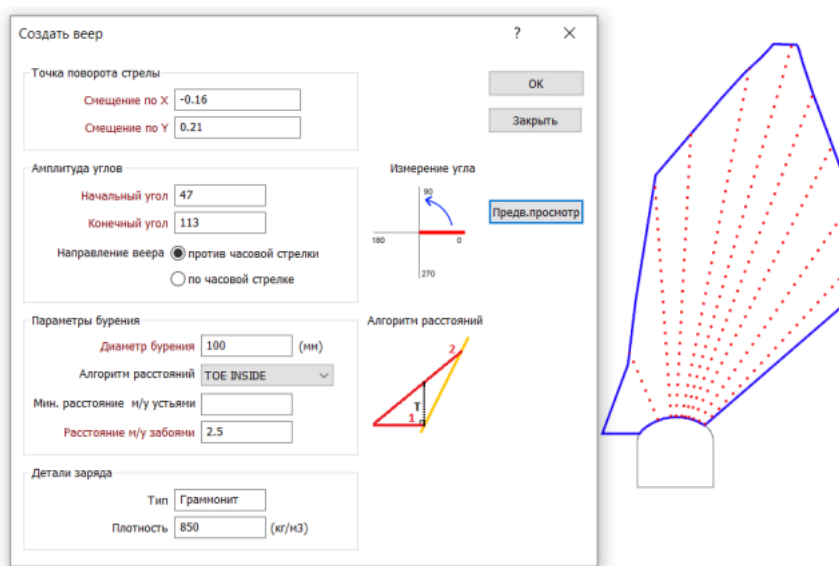 Создать веер
? ×
Точка поворота стрелы
Смещение по X -0.16
Смещение по Y 0.21
OK
Закрыть
Амплитуда углов
Начальный угол 47
Конечный угол 113
Направление веера против часовой стрелки
по часовой стрелке
Измерение угла
90
180 0
270
Предв.просмотр
Параметры бурения
Диаметр бурения 100 (мм)
Алгоритм расстояний TOE INSIDE
Мин. расстояние м/у устьями
Расстояние м/у забоями 2.5
Алгоритм расстояний
2
T
1
Детали заряда
Тип Граммонит
Плотность 850 (кг/м3)